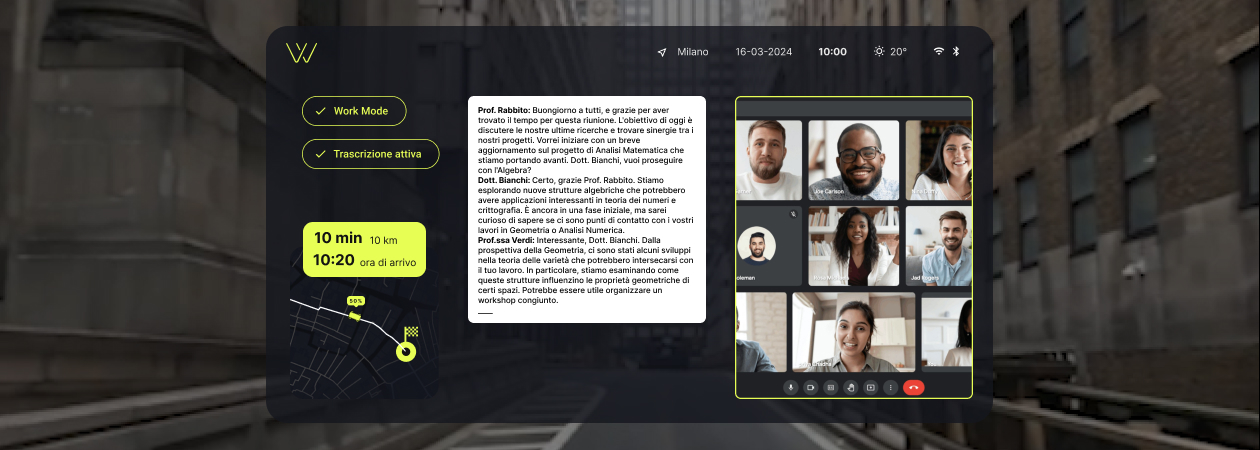 W
Milano 16-03-2024 10:00 20°
Work Mode
Trascrizione attiva
10 min 10 km
10:20 ora di arrivo
50%
Prof. Rabbito: Buongiorno a tutti, e grazie per aver
trovato il tempo per questa riunione. L'obiettivo di oggi è
discutere le nostre ultime ricerche e trovare sinergie tra i
nostri progetti. Vorrei iniziare con un breve
aggiornamento sul progetto di Analisi Matematica che
stiamo portando avanti. Dott. Bianchi, vuoi proseguire
con l'Algebra?
Dott. Bianchi: Certo, grazie Prof. Rabbito. Stiamo
esplorando nuove strutture algebriche che potrebbero
avere applicazioni interessanti in teoria dei numeri e
crittografia. È ancora in una fase iniziale, ma sarei
curioso di sapere se ci sono punti di contatto con i vostri
lavori in Geometria o Analisi Numerica.
Prof.ssa Verdi: Interessante, Dott. Bianchi. Dalla
prospettiva della Geometria, ci sono stati alcuni sviluppi
nella teoria delle varietà che potrebbero intersecarsi con
il tuo lavoro. In particolare, stiamo esaminando come
queste strutture influenzino le proprietà geometriche di
certi spazi. Potrebbe essere utile organizzare un
workshop congiunto.
Joe Carlson
oleman
Jed Rogers